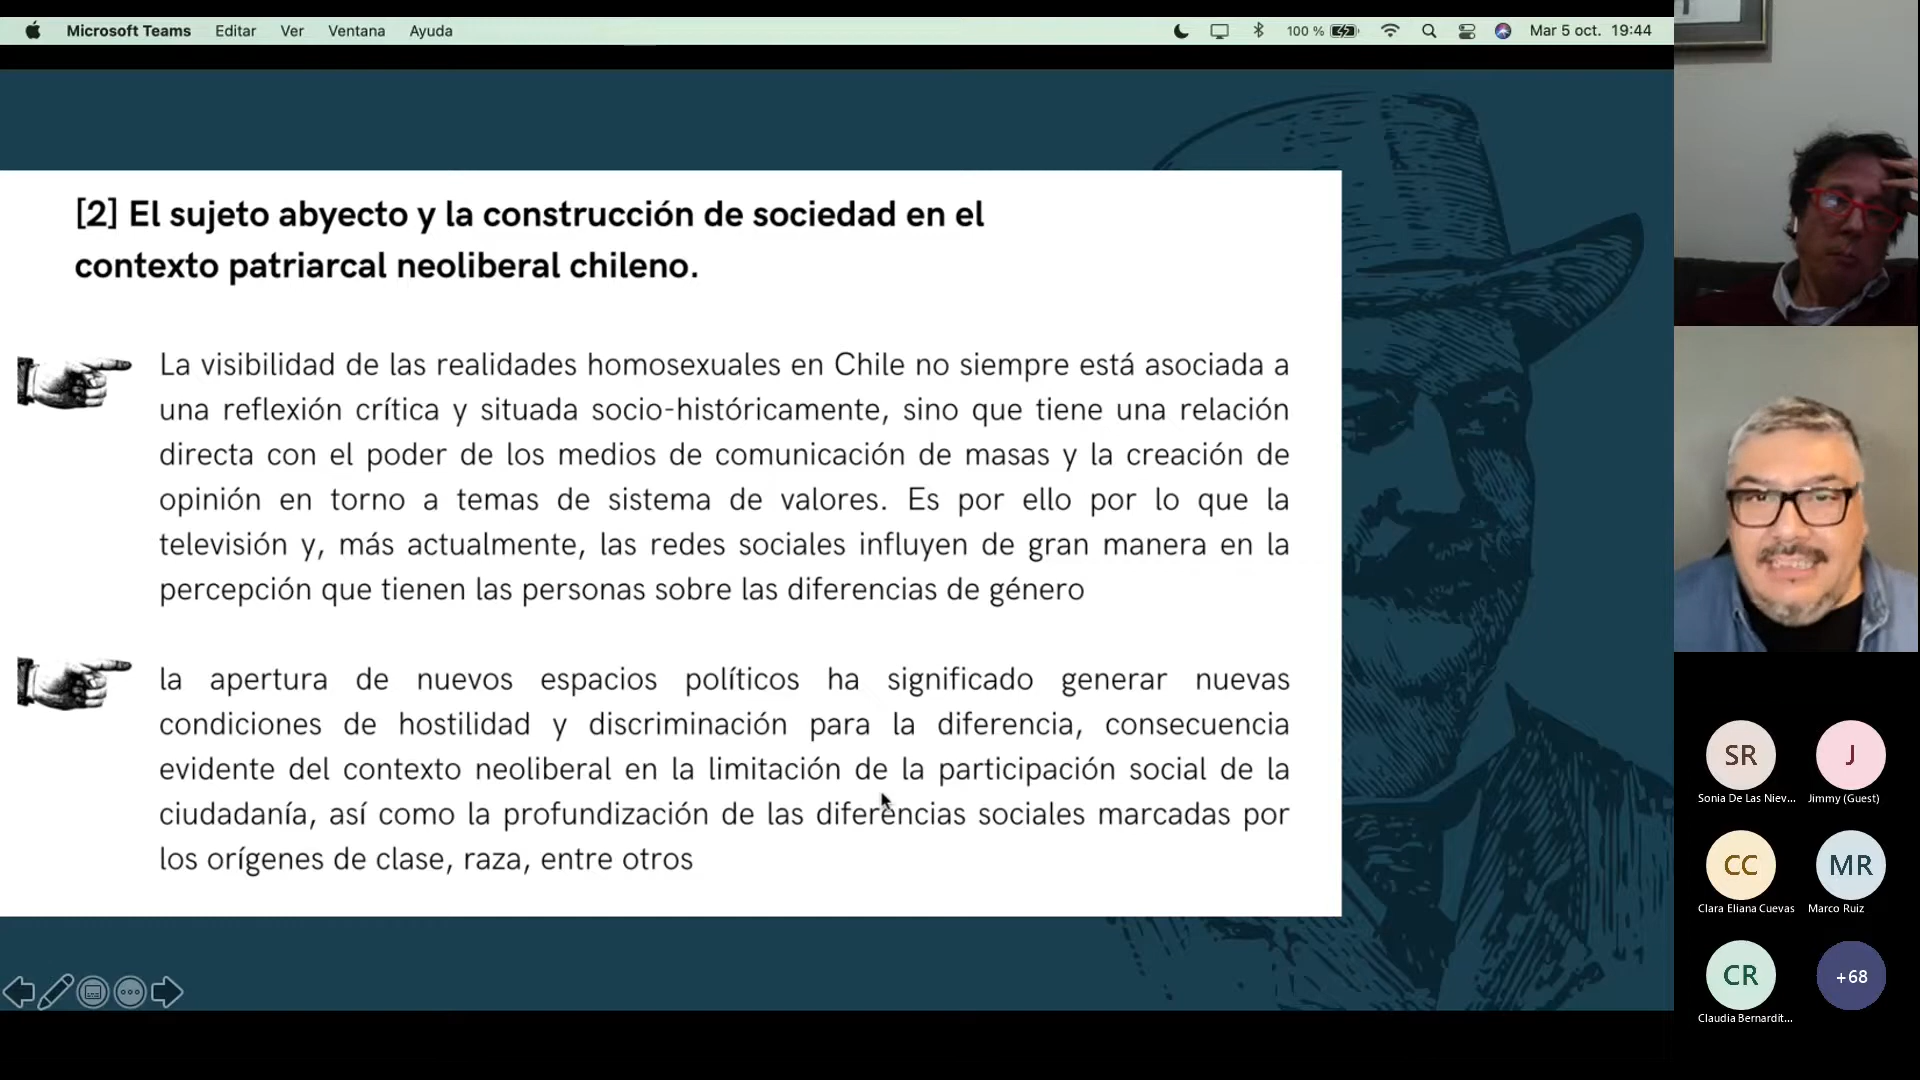 Microsoft Teams Editar Ver Ventana Ayuda 100 % Mar 5 oct. 19:44
[2] El sujeto abyecto y la construcción de sociedad en el
contexto patriarcal neoliberal chileno.
La visibilidad de las realidades homosexuales en Chile no siempre está asociada a
una reflexión crítica y situada socio-históricamente, sino que tiene una relación
directa con el poder de los medios de comunicación de masas y la creación de
opinión en torno a temas de sistema de valores. Es por ello por lo que la
televisión y, más actualmente, las redes sociales influyen de gran manera en la
percepción que tienen las personas sobre las diferencias de género
la apertura de nuevos espacios políticos ha significado generar nuevas
condiciones de hostilidad y discriminación para la diferencia, consecuencia
evidente del contexto neoliberal en la limitación de la participación social de la
ciudadanía, así como la profundización de las diferencias sociales marcadas por
los orígenes de clase, raza, entre otros
SR J
Sonia De Las Niev... Jimmy (Guest)
CC MR
Clara Eliana Cuevas Marco Ruiz
CR +68
Claudia Bernardit...